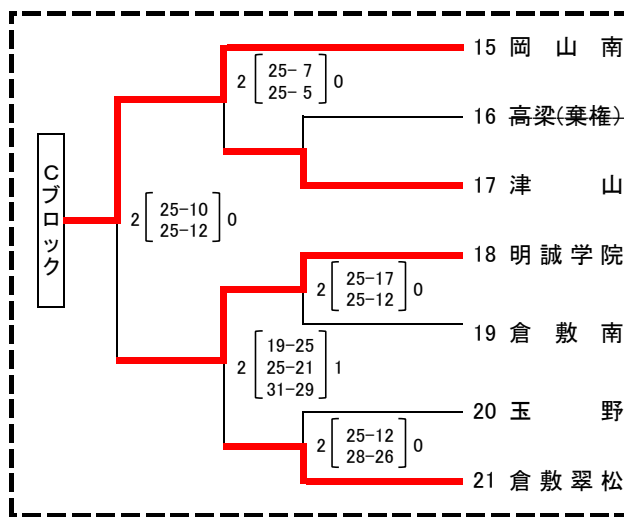 Cブロック
15 岡山南
2 25-7 0
25-5
16 高梁(棄権)
17 津山
2 25-10 0
25-12
18 明誠学院
2 25-17 0
25-12
19 倉敷南
2 19-25 1
25-21
31-29
20 玉野
2 25-12 0
28-26
21 倉敷翠松